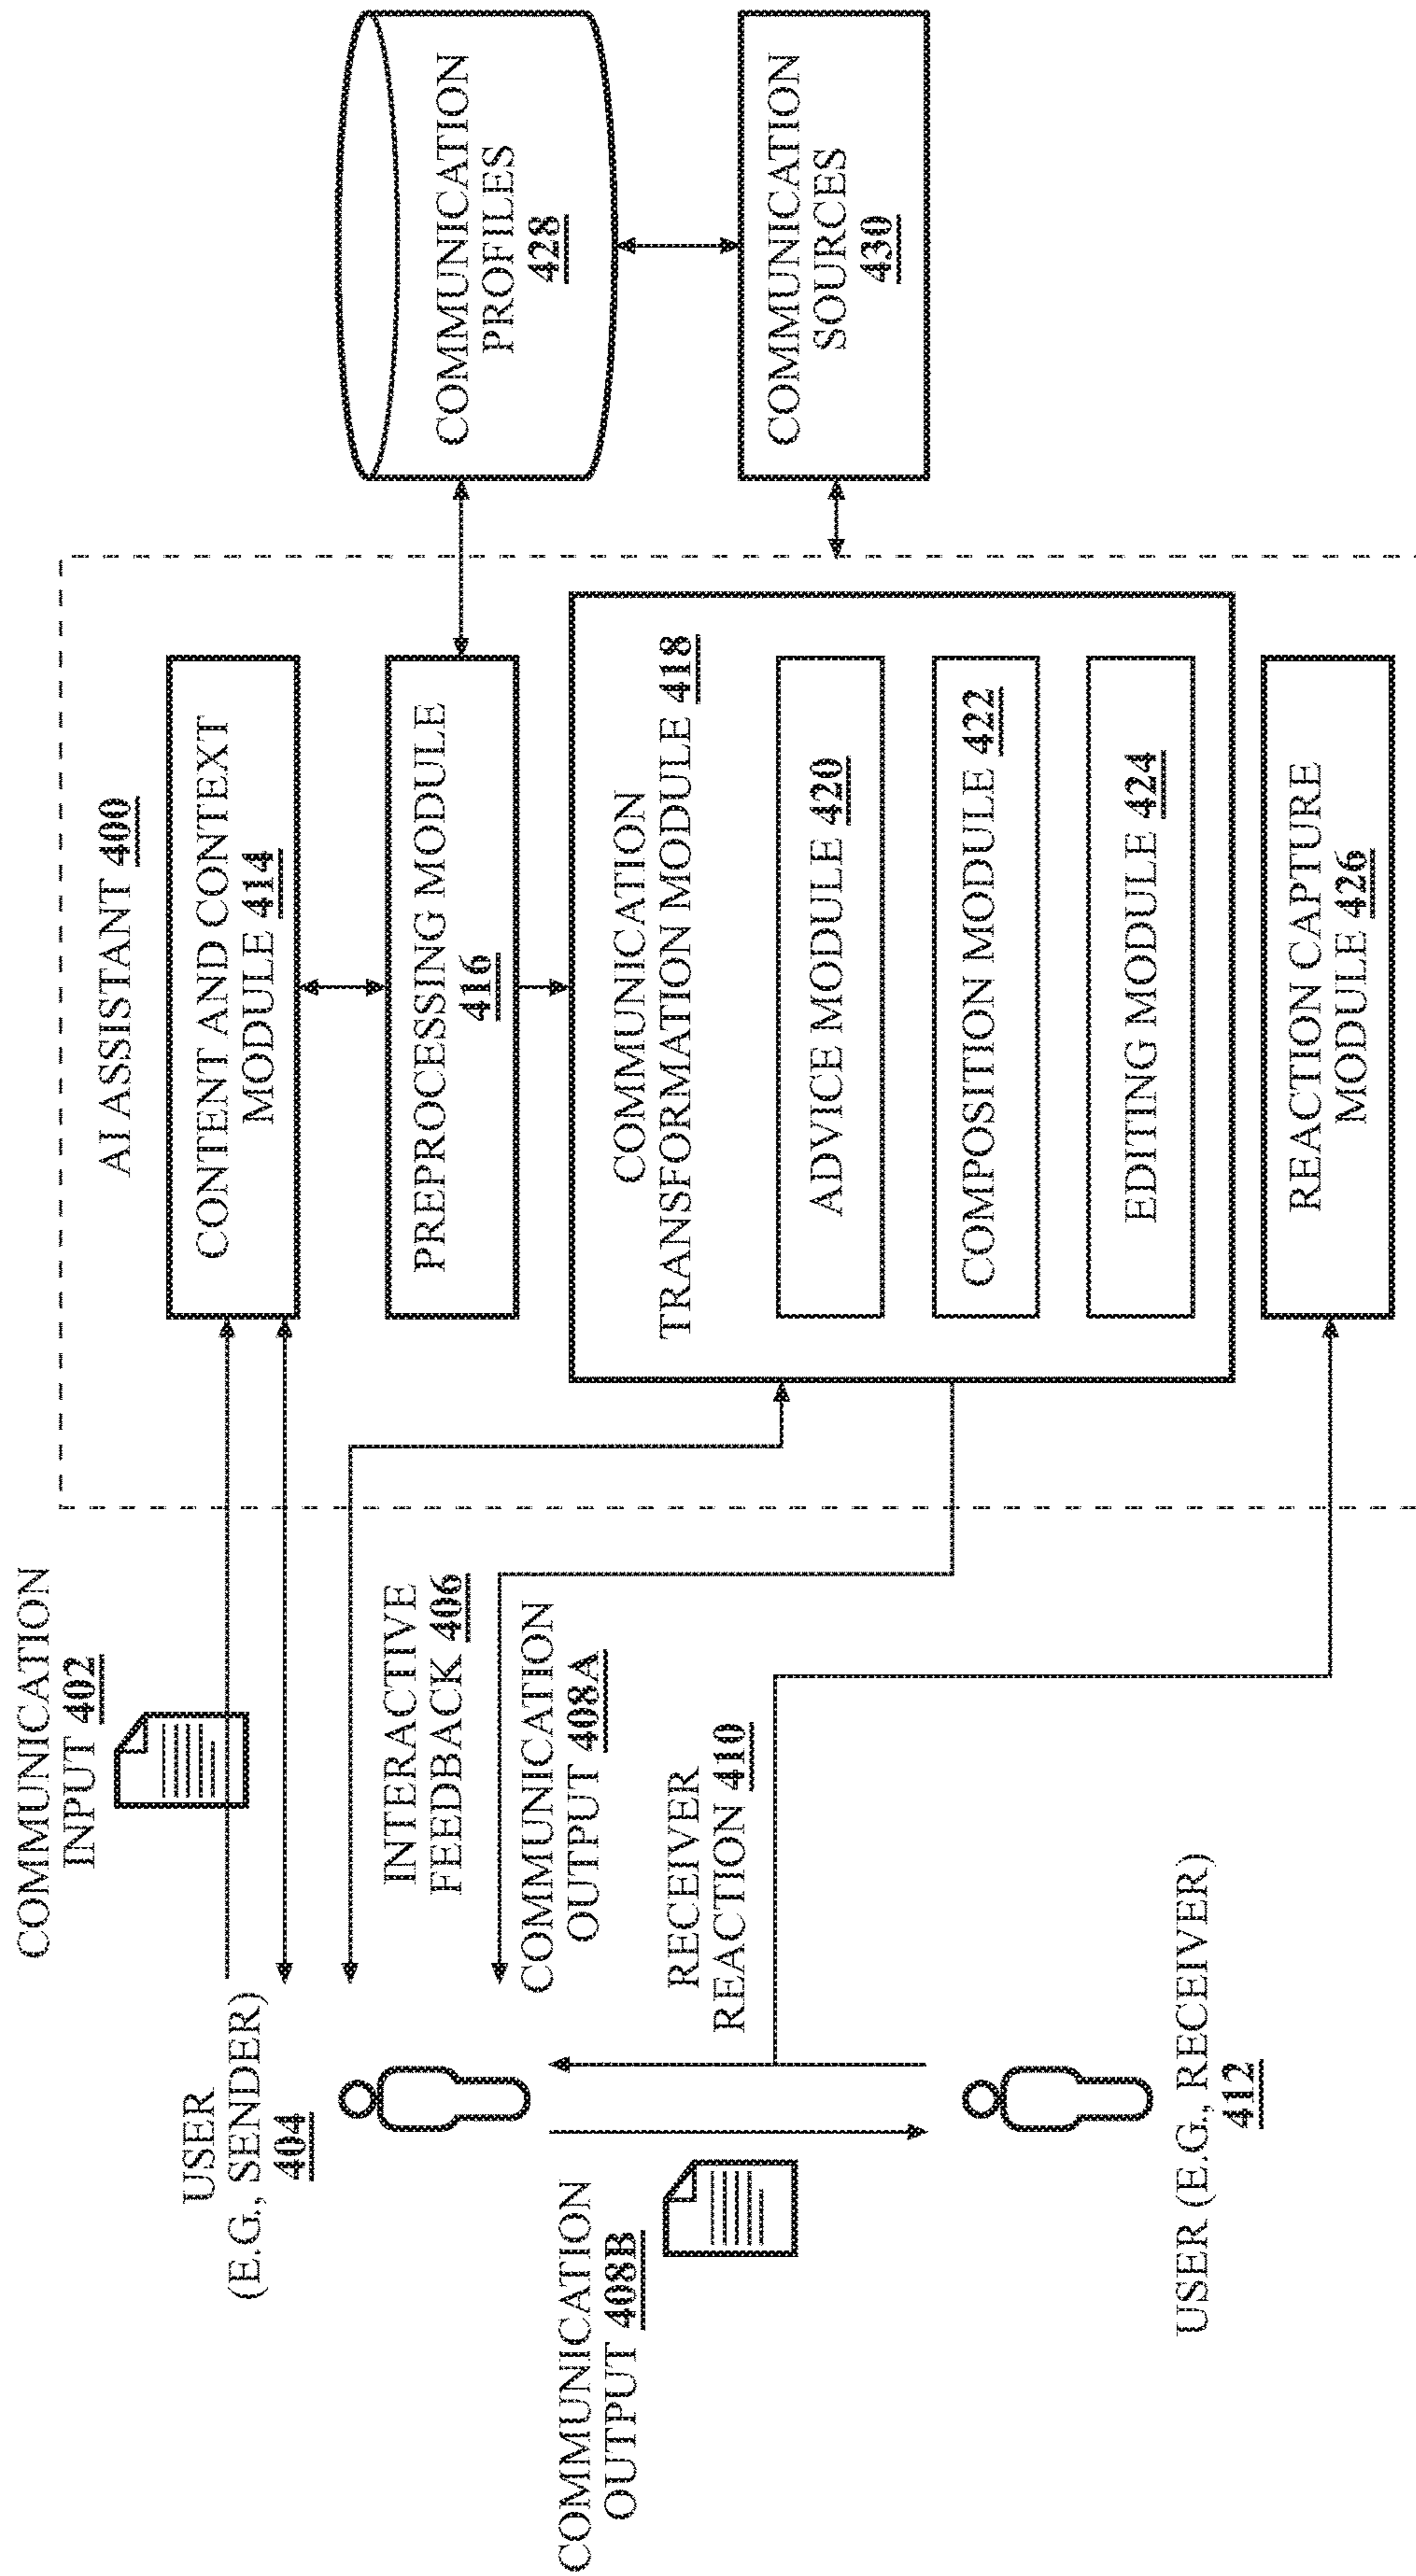 COMMUNICATION
INPUT 402
USER
(E.G., SENDER)
404
INTERACTIVE
FEEDBACK 406
COMMUNICATION
OUTPUT 408A
COMMUNICATION
OUTPUT 408B
RECEIVER
REACTION 410
USER (E.G., RECEIVER)
412
AI ASSISTANT 400
CONTENT AND CONTEXT
MODULE 414
PREPROCESSING MODULE
416
COMMUNICATION
TRANSFORMATION MODULE 418
ADVICE MODULE 420
COMPOSITION MODULE 422
EDITING MODULE 424
REACTION CAPTURE
MODULE 426
COMMUNICATION
PROFILES
428
COMMUNICATION
SOURCES
430